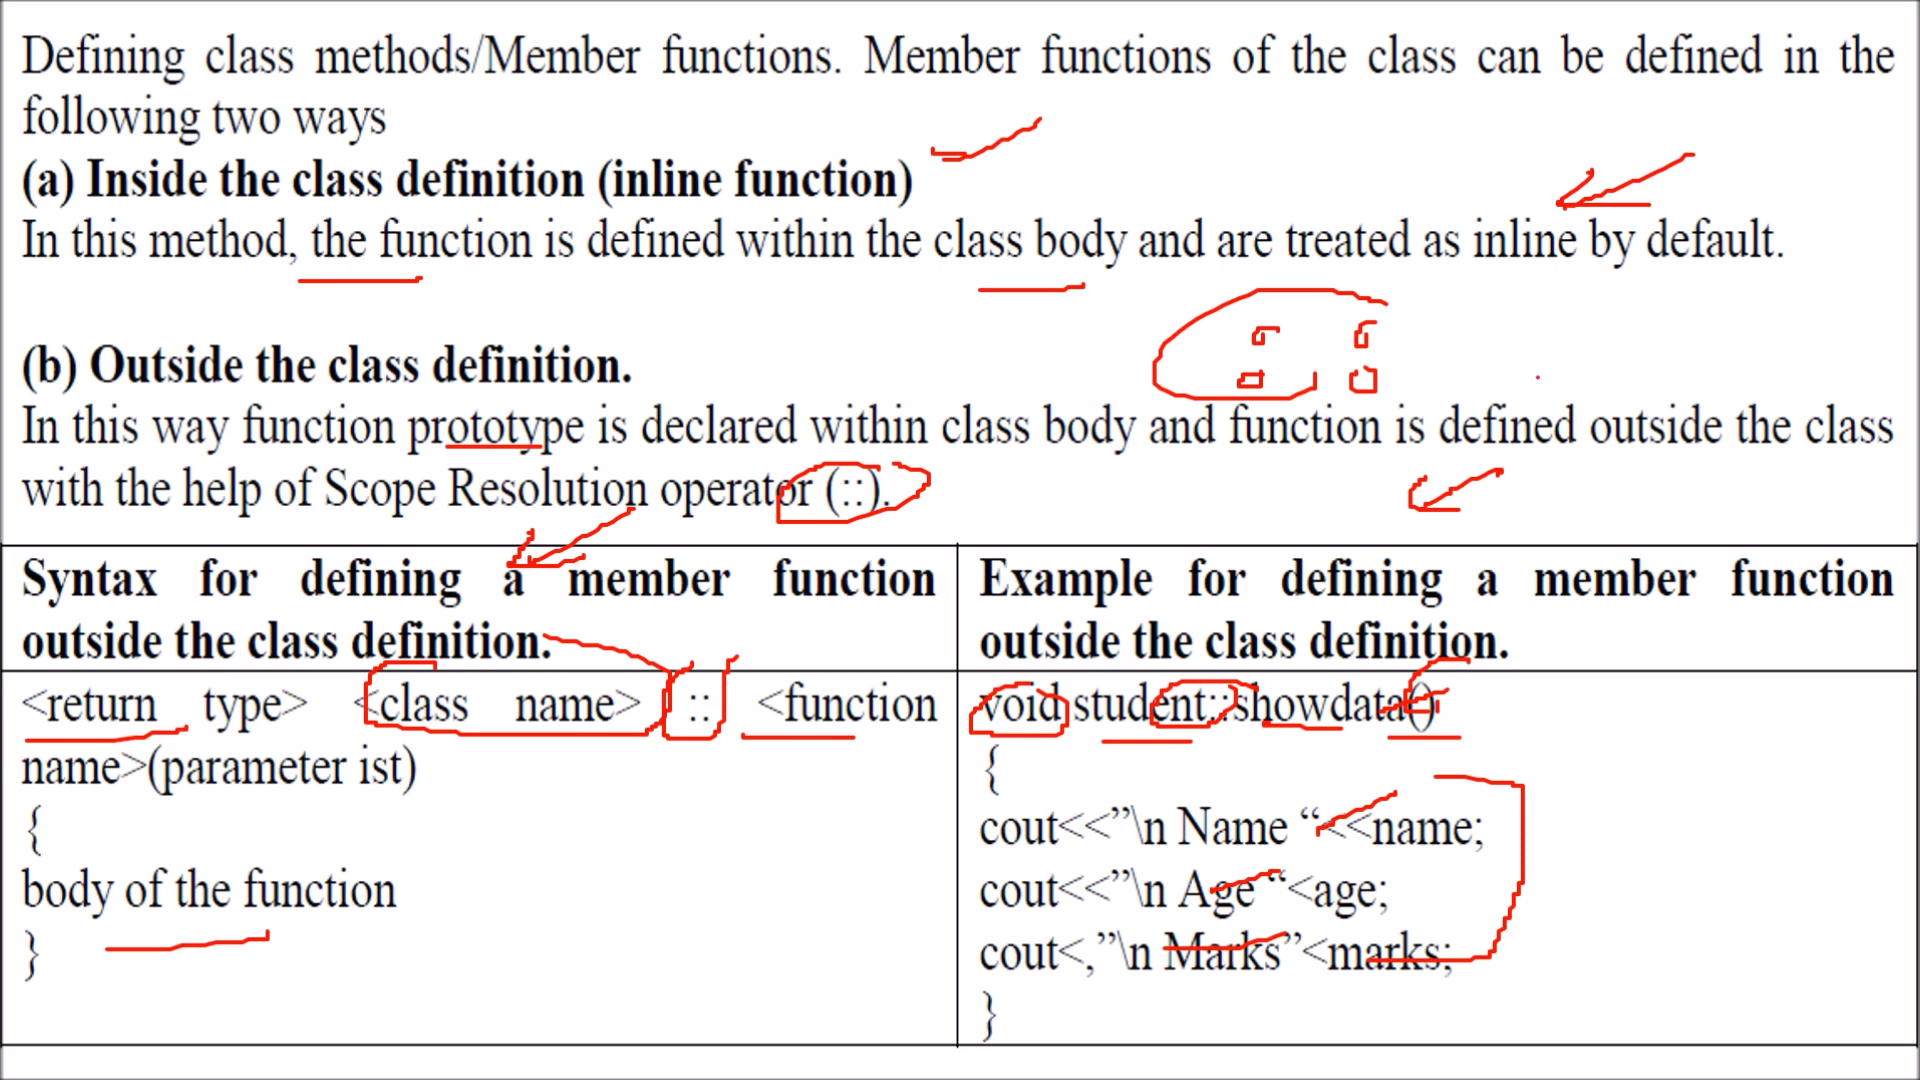 Defining class methods/Member functions. Member functions of the class can be defined in the
following two ways
(a) Inside the class definition (inline function)
In this method, the function is defined within the class body and are treated as inline by default.
(b) Outside the class definition.
In this way function prototype is declared within class body and function is defined outside the class
with the help of Scope Resolution operator (::).
Syntax for defining a member function
outside the class definition.
<return type> <class name> :: <function
name>(parameter ist)
{
body of the function
}
Example for defining a member function
outside the class definition.
void student::showdata()
{
cout<<”\n Name “<<name;
cout<<”\n Age “<age;
cout<,”\n Marks”<marks;
}